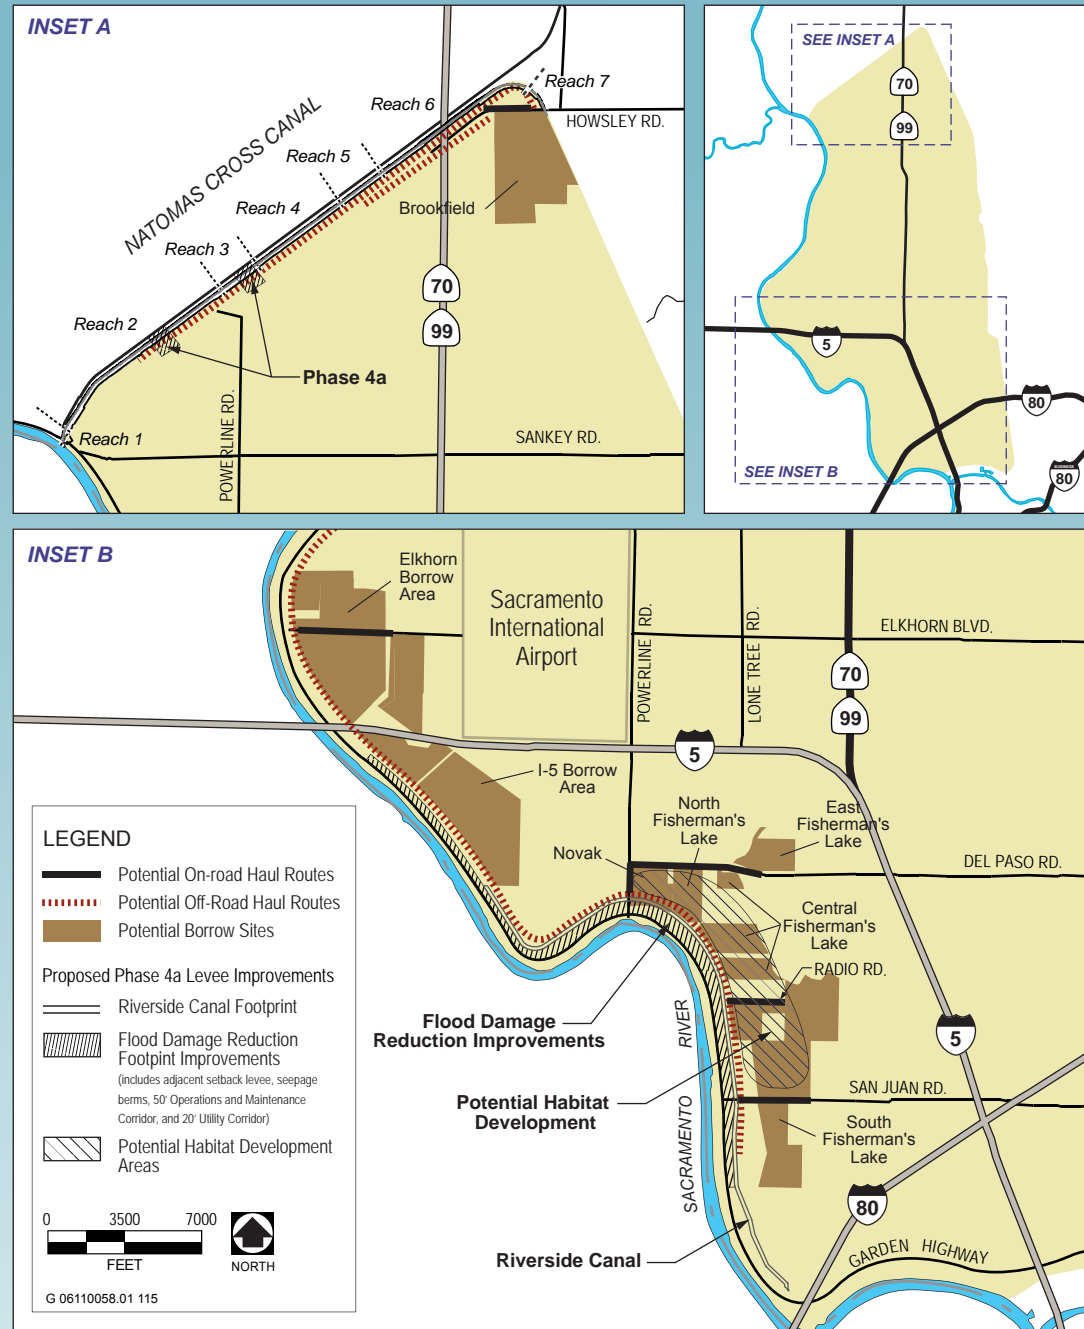 INSET A
NATOMAS CROSS CANAL
Reach 7
Reach 6
HOWSLEY RD.
Reach 5
Brookfield
Reach 4
Reach 3
70
99
Reach 2
Phase 4a
POWERLINE RD.
Reach 1
SANKEY RD.
SEE INSET A
70
99
5
80
SEE INSET B
BUSINESS
80
INSET B
Elkhorn
Borrow
Area
Sacramento
International
Airport
POWERLINE RD.
LONE TREE RD.
ELKHORN BLVD.
70
99
5
I-5 Borrow
Area
North
Fisherman's
Lake
East
Fisherman's
Lake
Novak
DEL PASO RD.
Central
Fisherman's
Lake
RADIO RD.
Flood Damage
Reduction Improvements
SACRAMENTO RIVER
5
Potential Habitat
Development
SAN JUAN RD.
South
Fisherman's
Lake
80
Riverside Canal
GARDEN HIGHWAY
LEGEND
Potential On-road Haul Routes
Potential Off-Road Haul Routes
Potential Borrow Sites
Proposed Phase 4a Levee Improvements
Riverside Canal Footprint
Flood Damage Reduction
Footpint Improvements
(includes adjacent setback levee, seepage
berms, 50' Operations and Maintenance
Corridor, and 20' Utility Corridor)
Potential Habitat Development
Areas
0 3500 7000
FEET
NORTH
G 06110058.01 115